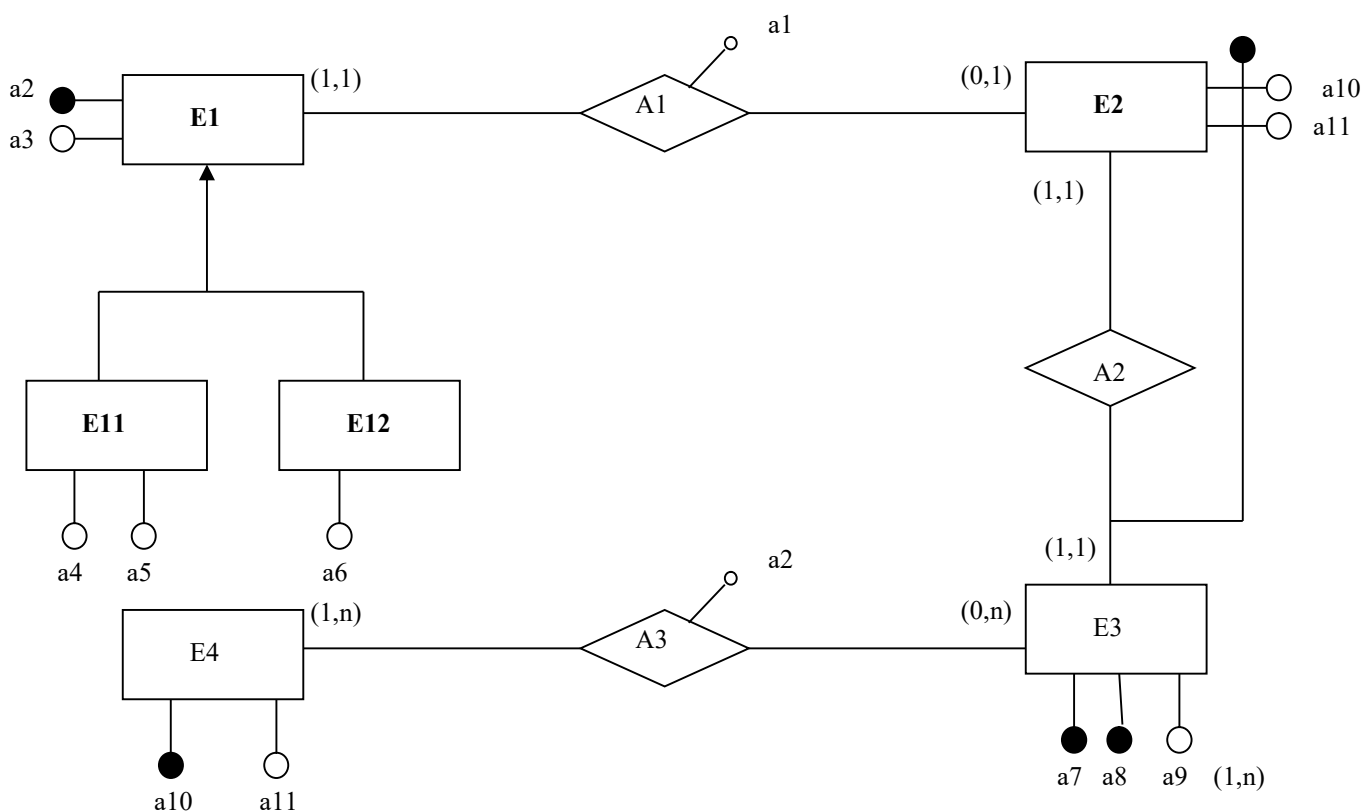 a1
a2
(1,1)
(0,1)
E1
A1
E2
a10
a3
a11
(1,1)
A2
E11
E12
(1,1)
a4
a5
a6
a2
(1,n)
(0,n)
E4
A3
E3
a10
a11
a7
a8
a9
(1,n)